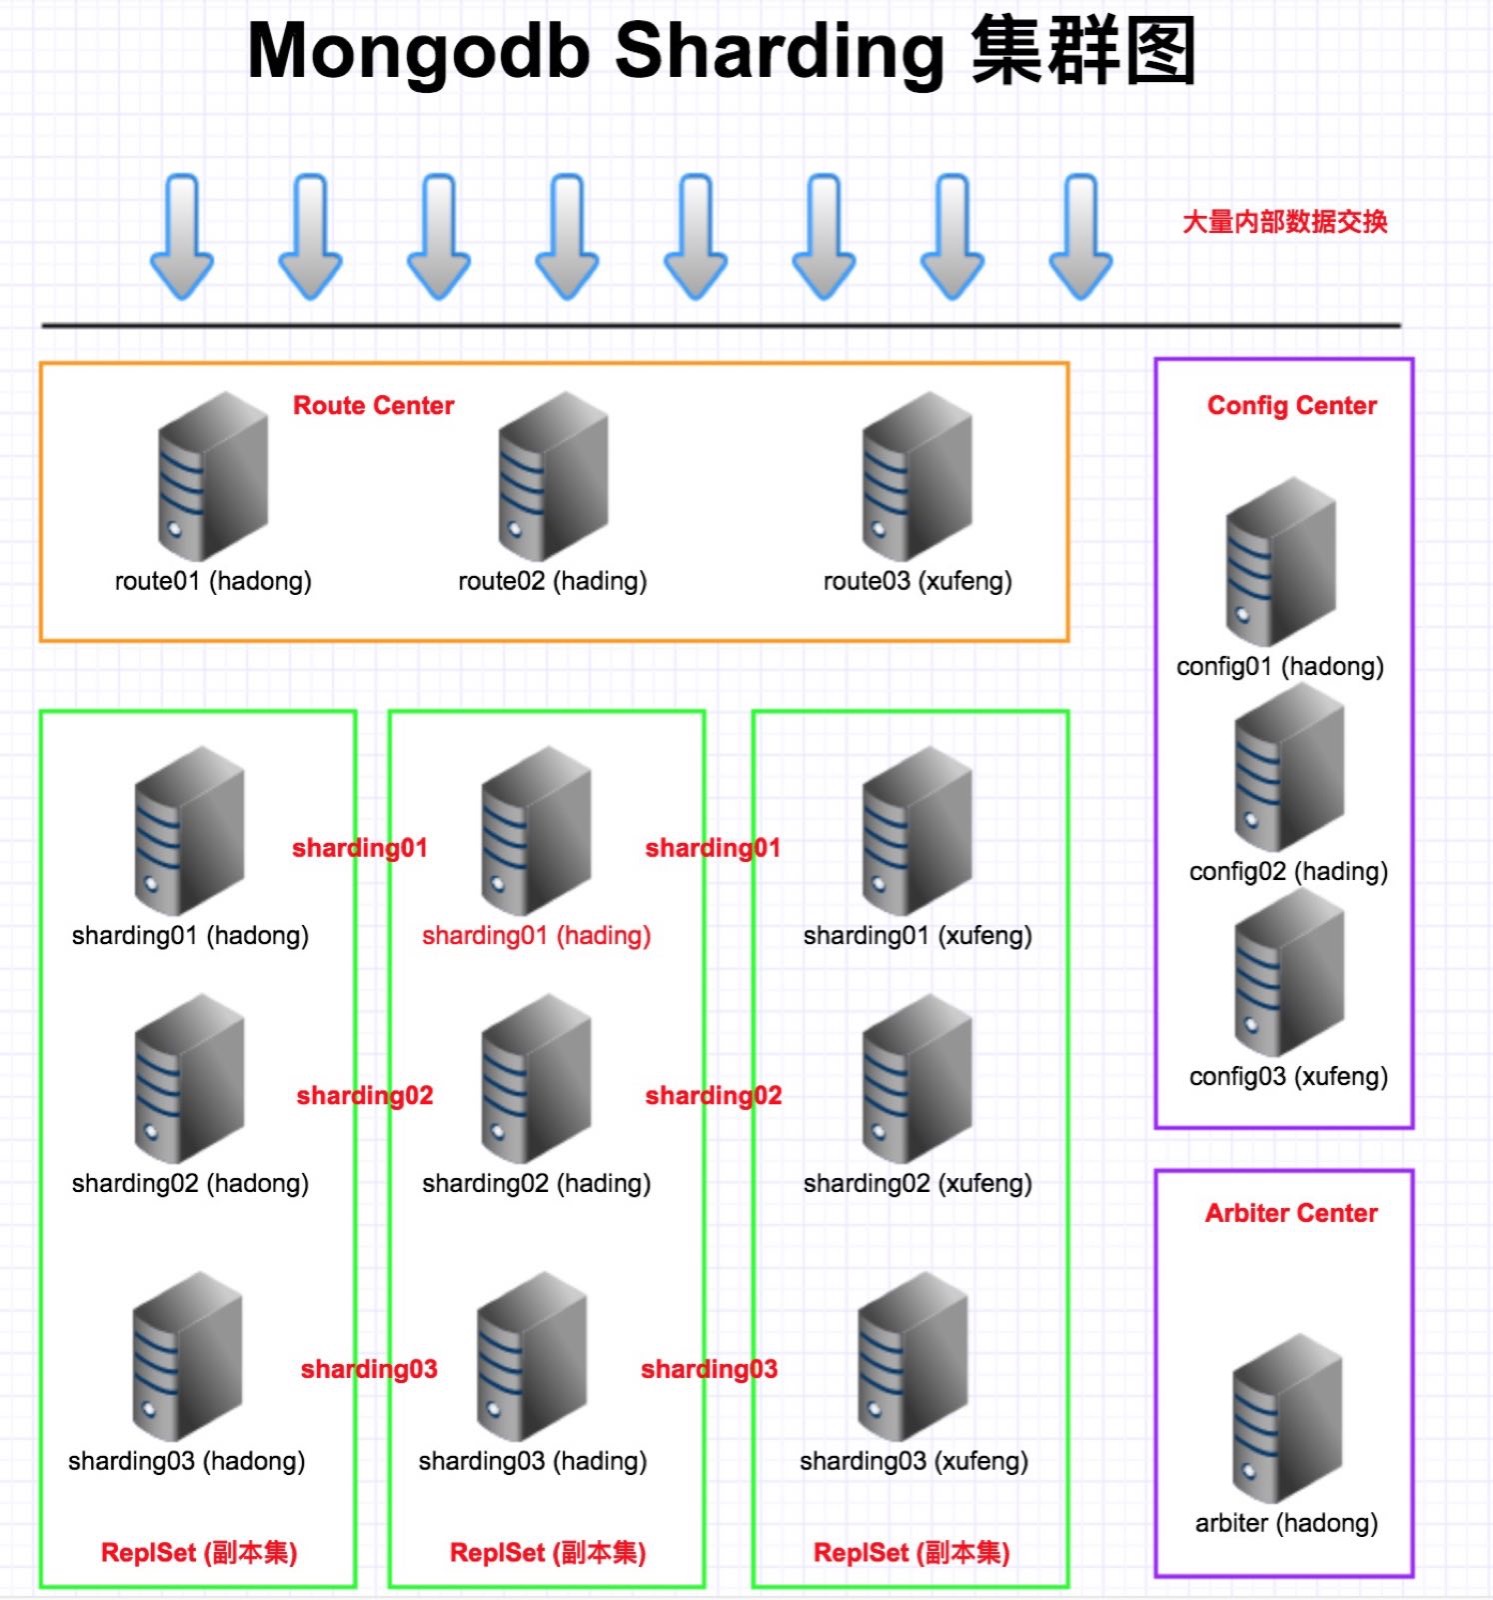 Mongodb Sharding 集群图
大量内部数据交换
Route Center
route01 (hadong)
route02 (hading)
route03 (xufeng)
Config Center
config01 (hadong)
config02 (hading)
config03 (xufeng)
sharding01
sharding01
sharding01 (hadong)
sharding01 (hading)
sharding01 (xufeng)
sharding02
sharding02
sharding02 (hadong)
sharding02 (hading)
sharding02 (xufeng)
sharding03
sharding03
sharding03 (hadong)
sharding03 (hading)
sharding03 (xufeng)
ReplSet (副本集)
ReplSet (副本集)
ReplSet (副本集)
Arbiter Center
arbiter (hadong)